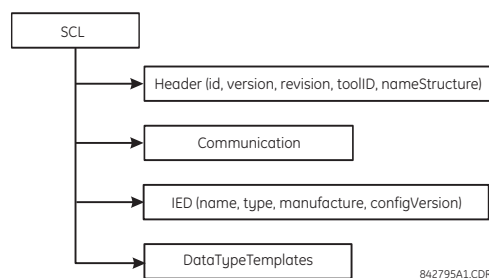 SCL
Header (id, version, revision, toolID, nameStructure)
Communication
IED (name, type, manufacture, configVersion)
DataTypeTemplates
842795A1.CDR